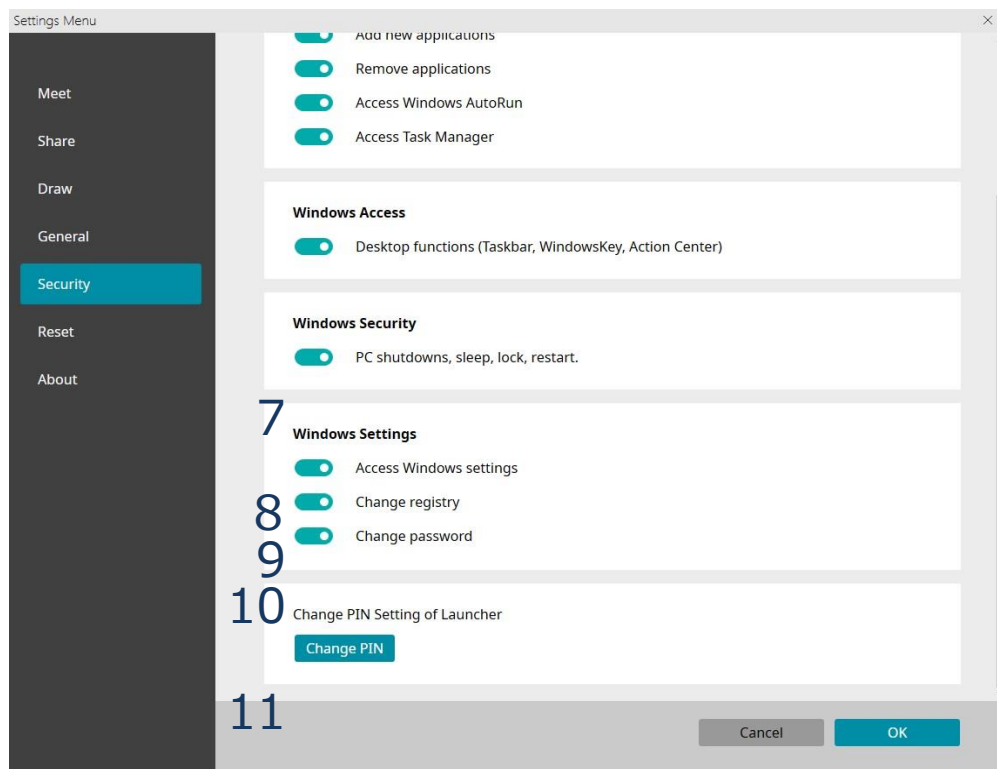 Settings Menu
Meet
Share
Draw
General
Security
Reset
About
Add new applications
Remove applications
Access Windows AutoRun
Access Task Manager
Windows Access
Desktop functions (Taskbar, WindowsKey, Action Center)
Windows Security
PC shutdowns, sleep, lock, restart.
7
Windows Settings
Access Windows settings
8
Change registry
Change password
9
10
Change PIN Setting of Launcher
Change PIN
11
Cancel
OK